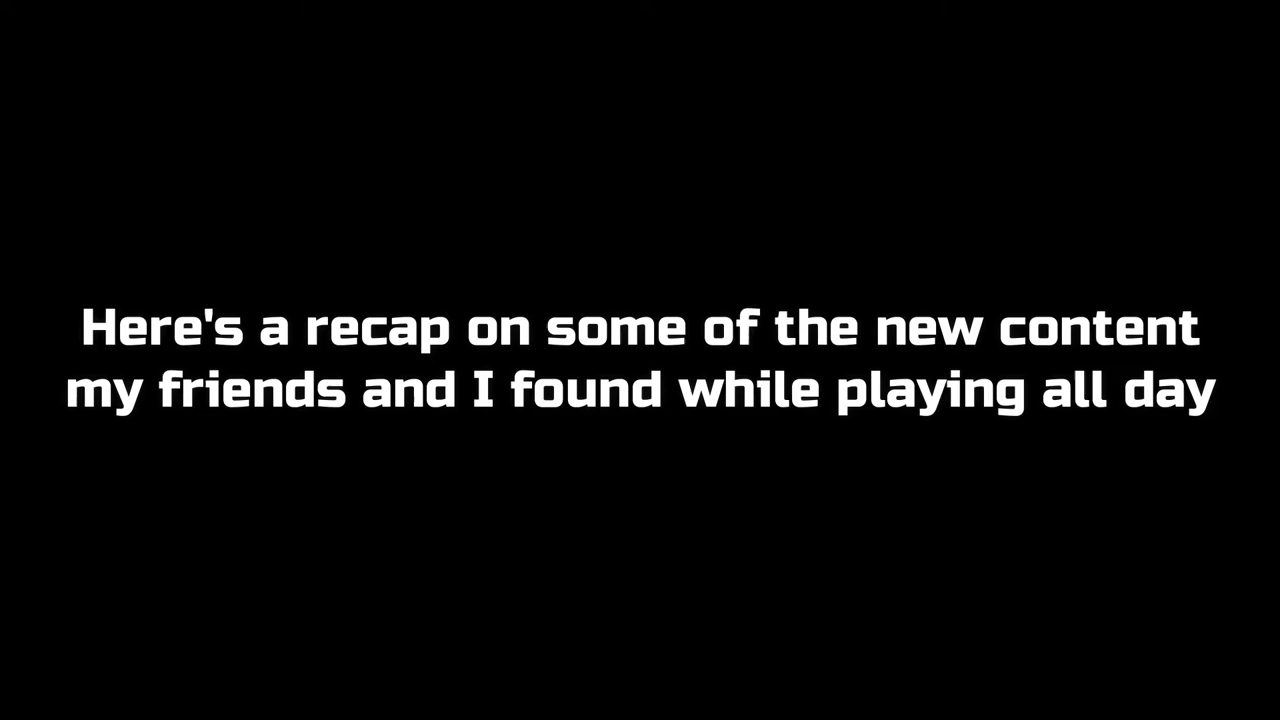 Here's a recap on some of the new content
my friends and I found while playing all day